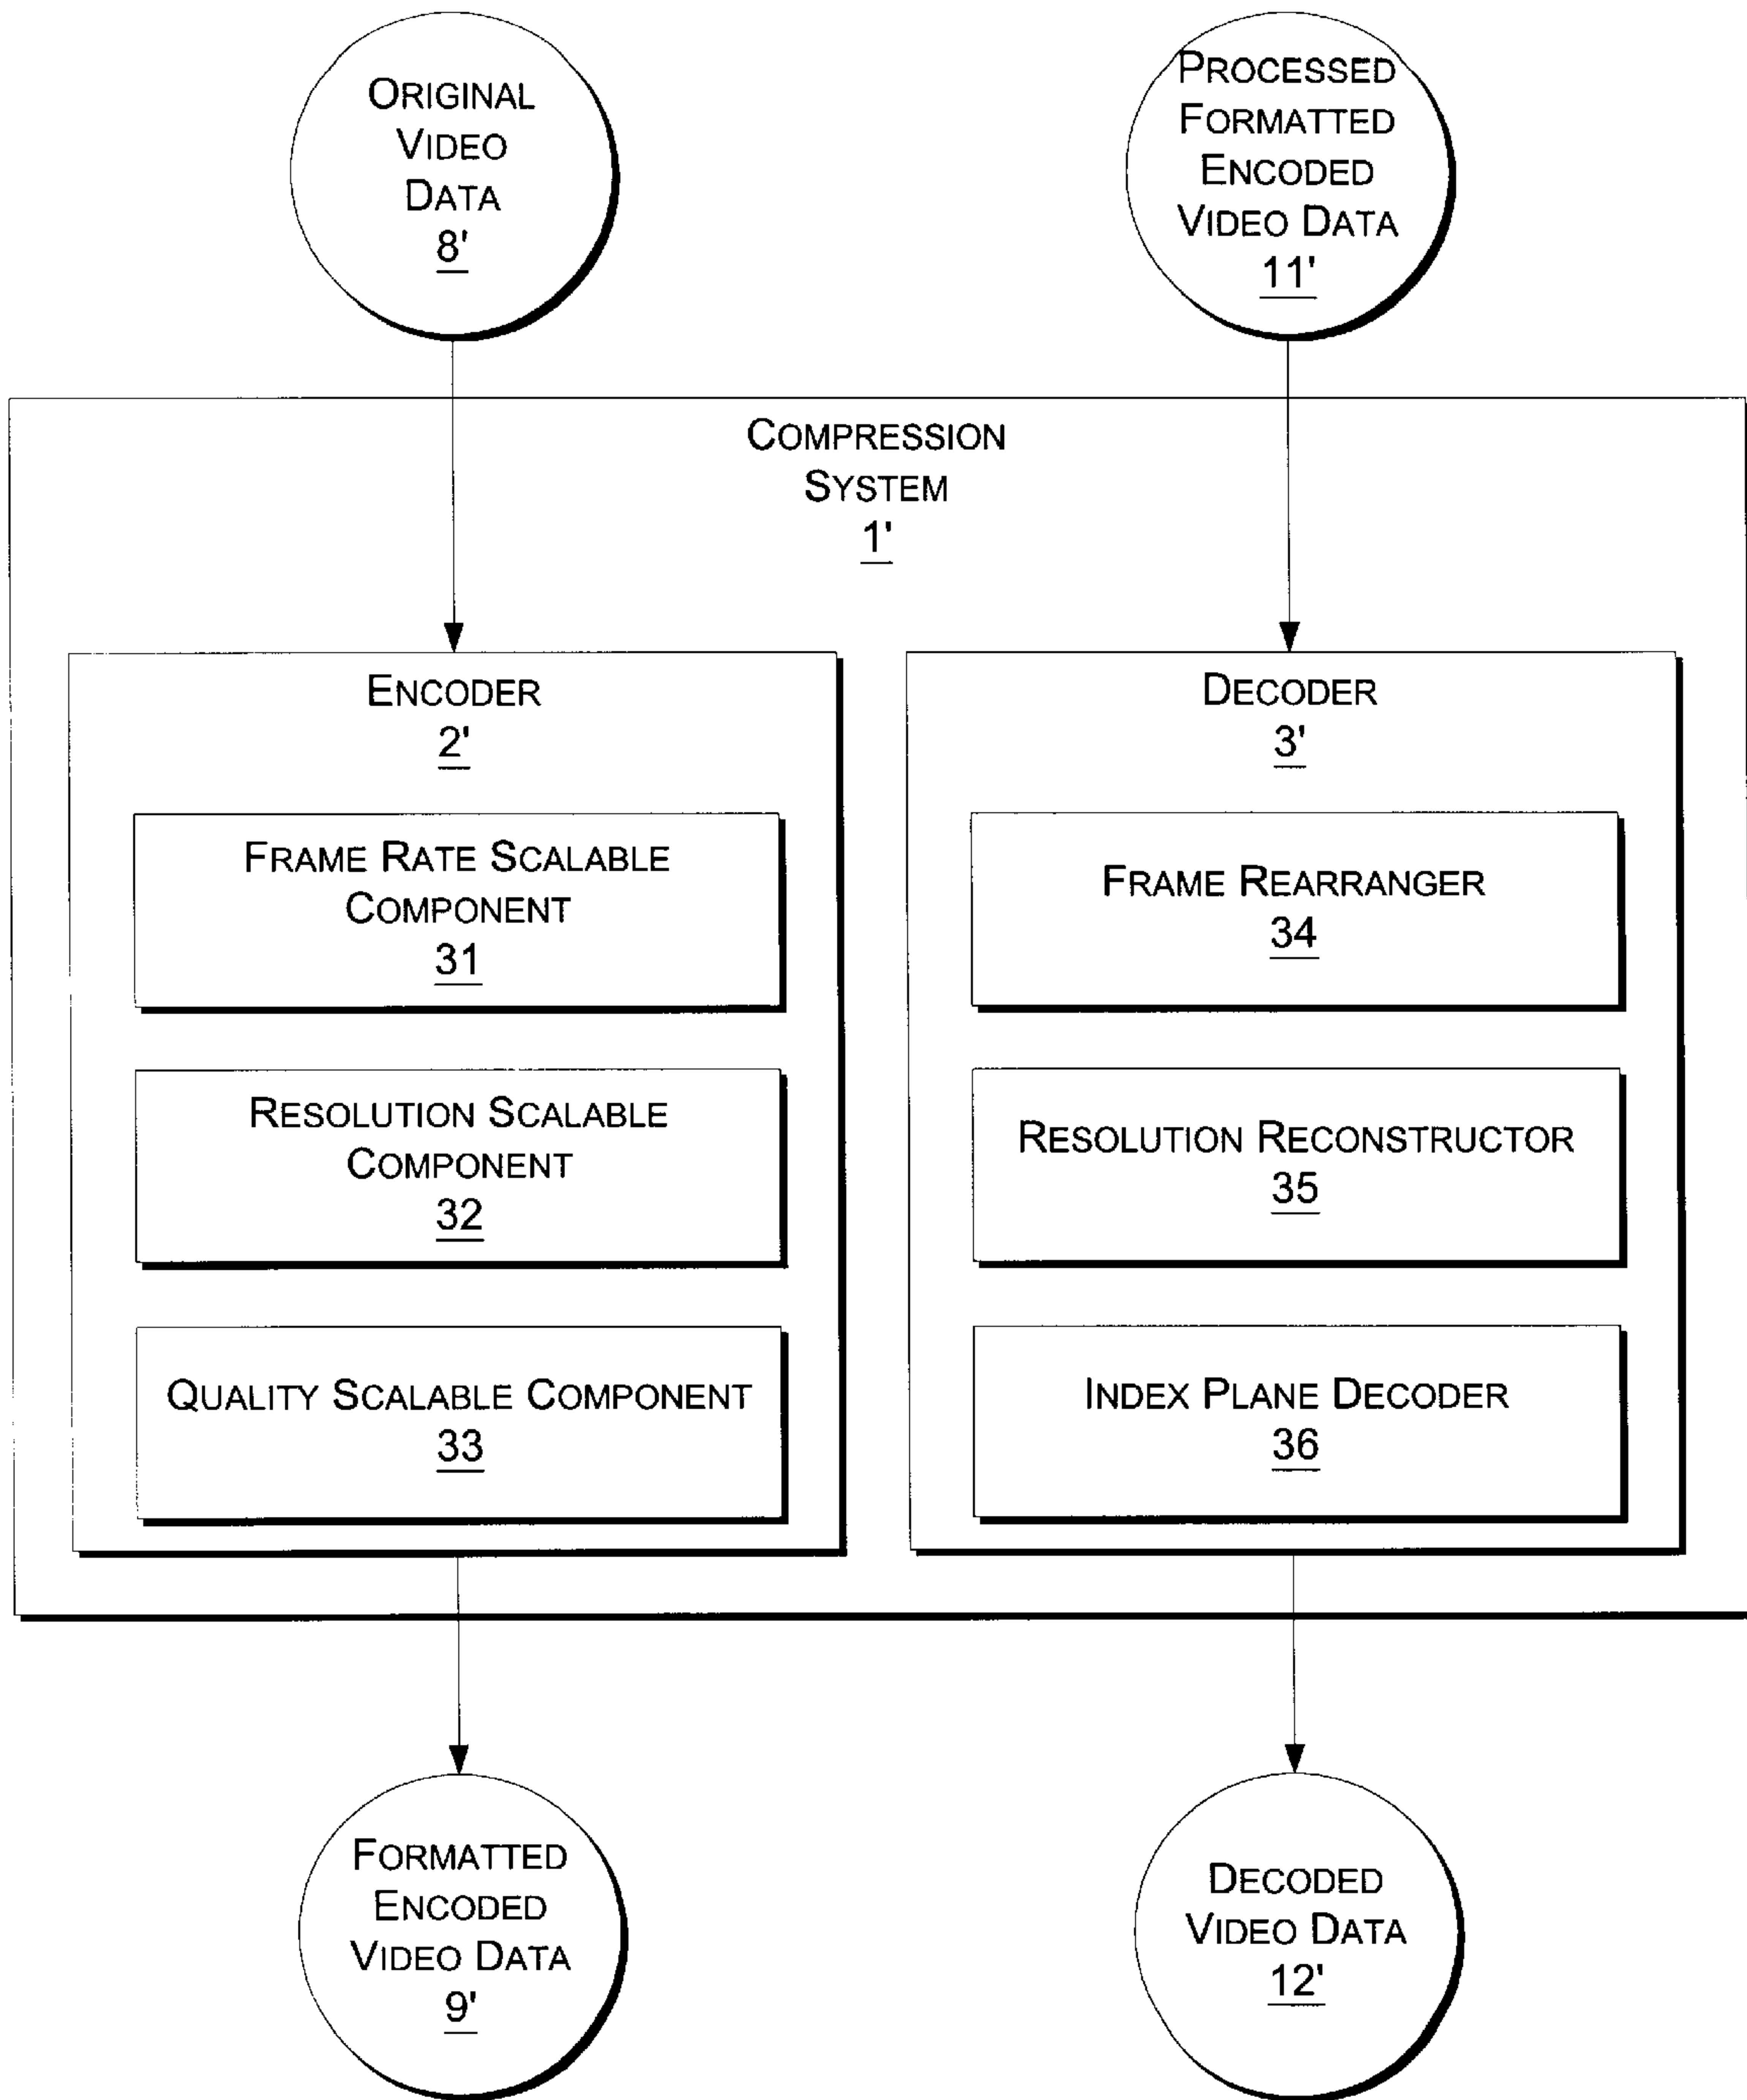 ORIGINAL
VIDEO
DATA
8'
PROCESSED
FORMATTED
ENCODED
VIDEO DATA
11'
COMPRESSION
SYSTEM
1'
ENCODER
2'
FRAME RATE SCALABLE
COMPONENT
31
RESOLUTION SCALABLE
COMPONENT
32
QUALITY SCALABLE COMPONENT
33
DECODER
3'
FRAME REARRANGER
34
RESOLUTION RECONSTRUCTOR
35
INDEX PLANE DECODER
36
FORMATTED
ENCODED
VIDEO DATA
9'
DECODED
VIDEO DATA
12'